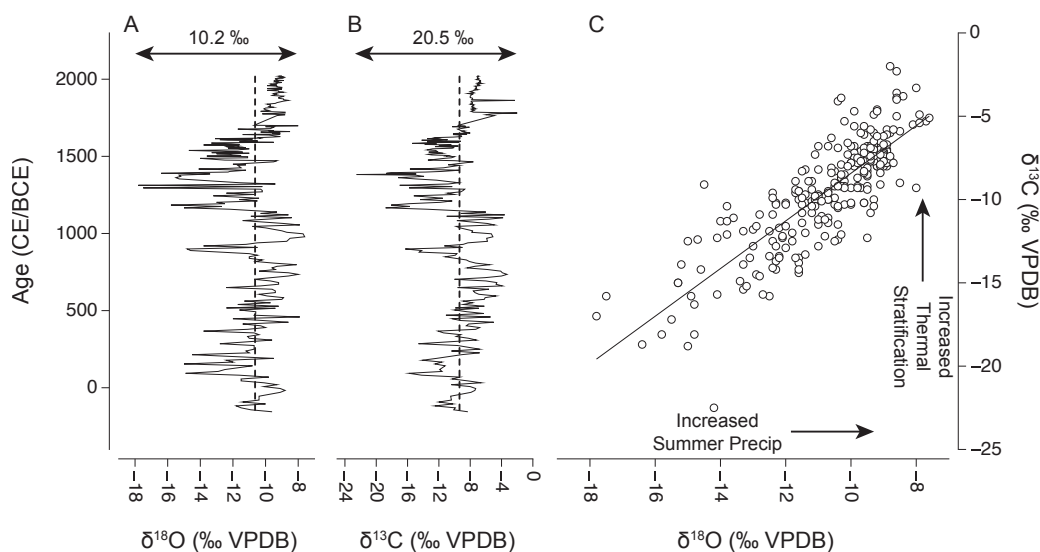 A
B
C
10.2 ‰
20.5 ‰
Age (CE/BCE)
2000
1500
1000
500
0
−18
−16
−14
−12
−10
−8
δ18O (‰ VPDB)
−24
−20
−16
−12
−8
−4
0
δ13C (‰ VPDB)
0
−5
−10
−15
−20
−25
δ13C (‰ VPDB)
Increased
Thermal
Stratification
Increased
Summer Precip
−18
−16
−14
−12
−10
−8
δ18O (‰ VPDB)